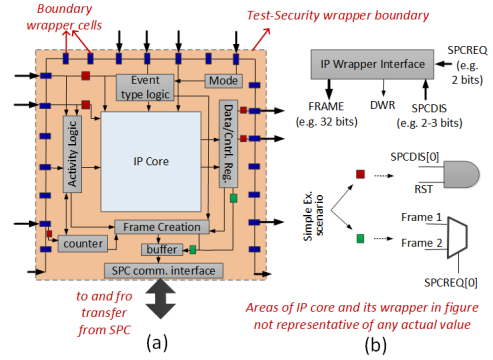 Boundary
wrapper cells
Test-Security wrapper boundary
Event
type logic
Mode
Activity Logic
IP Core
Data/Cntrl. Reg.
Frame Creation
counter
buffer
SPC comm. interface
to and fro
transfer
from SPC
(a)
IP Wrapper Interface
SPCREQ
(e.g.
2 bits)
FRAME
(e.g. 32 bits)
DWR
SPCDIS
(e.g. 2-3 bits)
Simple Ex.
scenario
SPCDIS[0]
RST
Frame 1
Frame 2
SPCREQ[0]
Areas of IP core and its wrapper in figure
not representative of any actual value
(b)